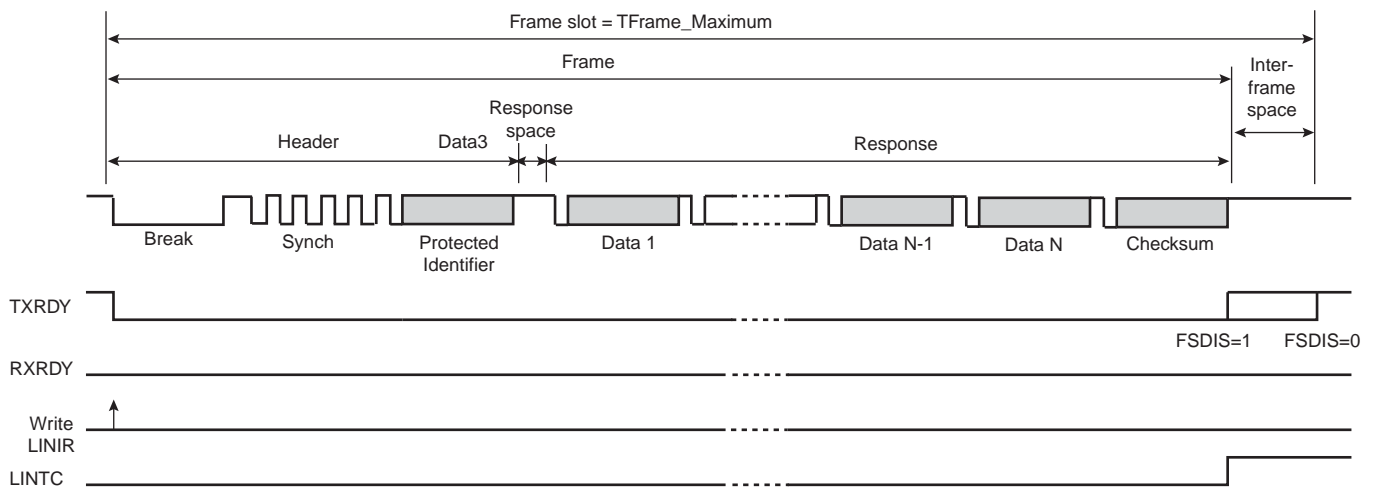 Frame slot = TFrame_Maximum
Frame
Inter-
frame
space
Response
space
Header
Data3
Response
Break
Synch
Protected
Identifier
Data 1
Data N-1
Data N
Checksum
TXRDY
FSDIS=1
FSDIS=0
RXRDY
Write
LINIR
LINTC